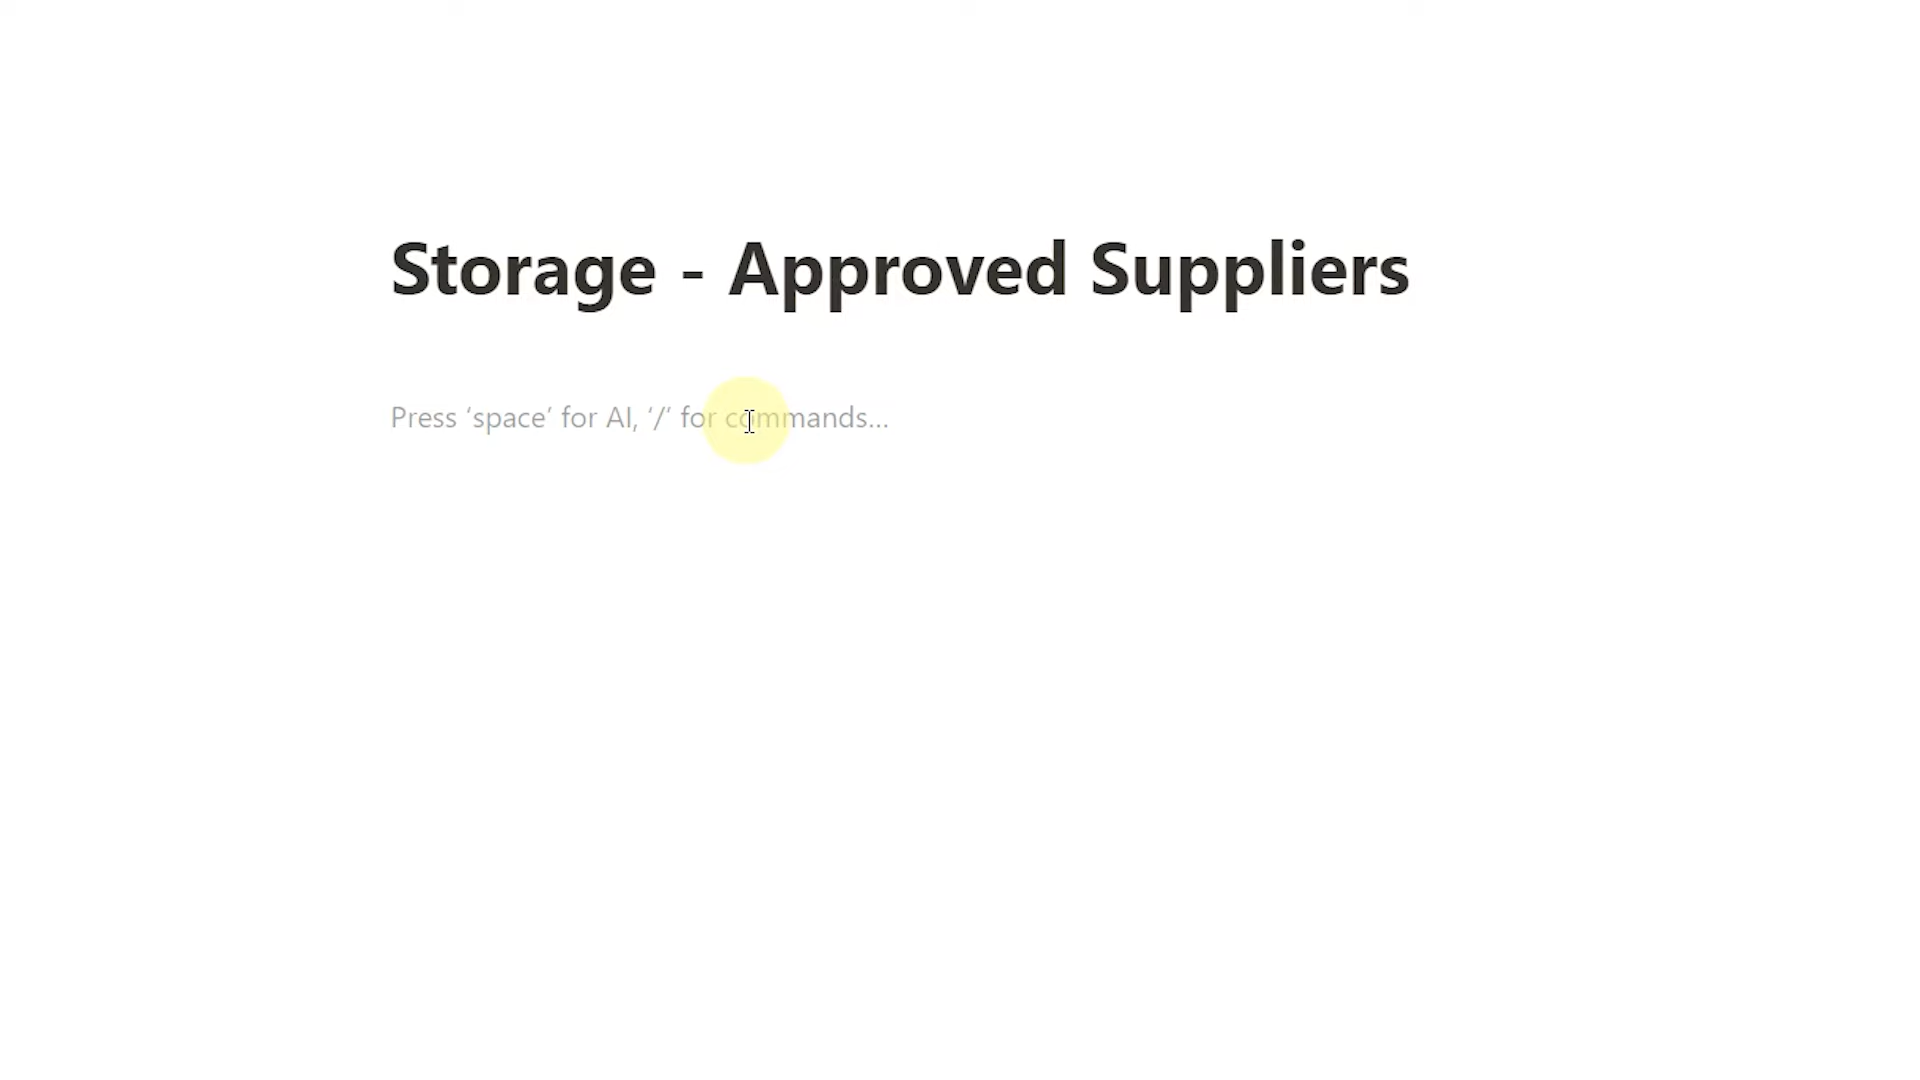 Storage - Approved Suppliers
Press ‘space’ for AI, ‘/’ for commands...